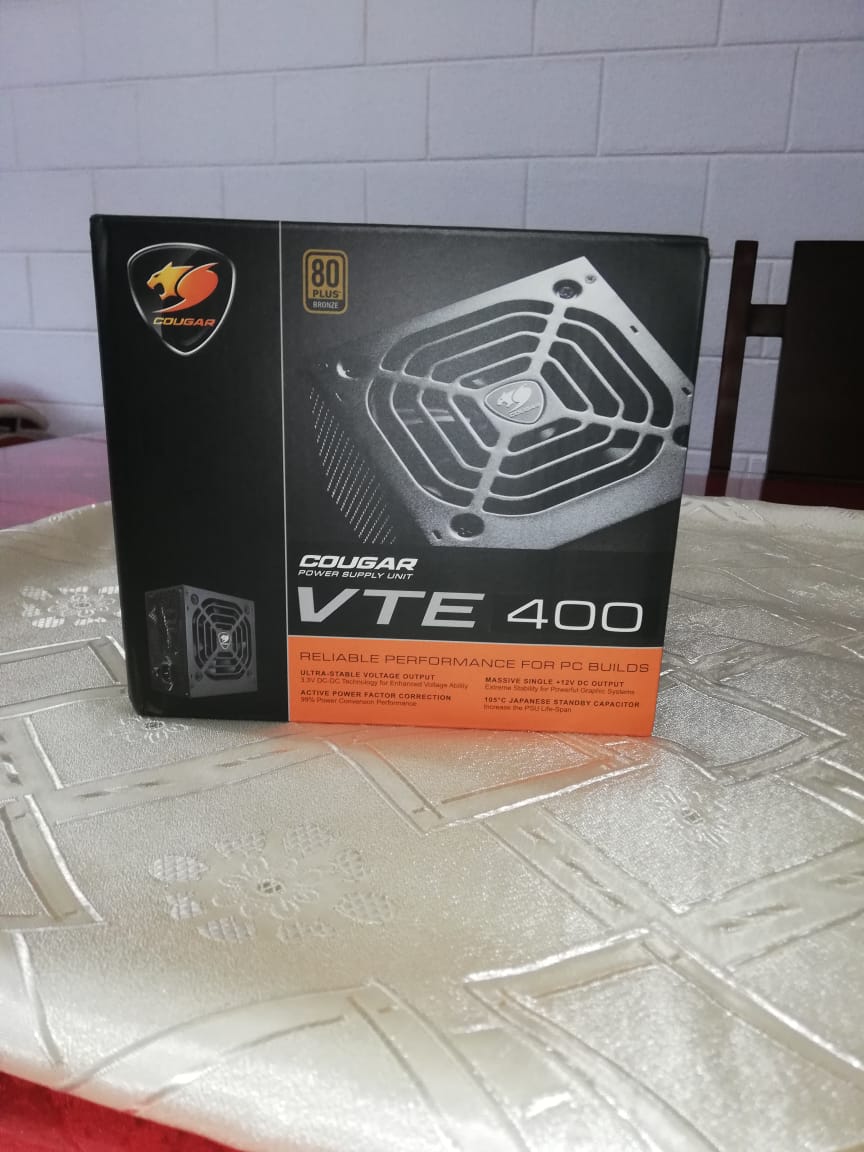 COUGAR
80
PLUS
BRONZE
COUGAR
COUGAR
POWER SUPPLY UNIT
VTE 400
RELIABLE PERFORMANCE FOR PC BUILDS
ULTRA-STABLE VOLTAGE OUTPUT
3.3V DC-DC Technology for Enhanced Voltage Ability
ACTIVE POWER FACTOR CORRECTION
99% Power Conversion Performance
MASSIVE SINGLE +12V DC OUTPUT
Extreme Stability for Powerful Graphic Systems
105°C JAPANESE STANDBY CAPACITOR
Increase the PSU Life-Span